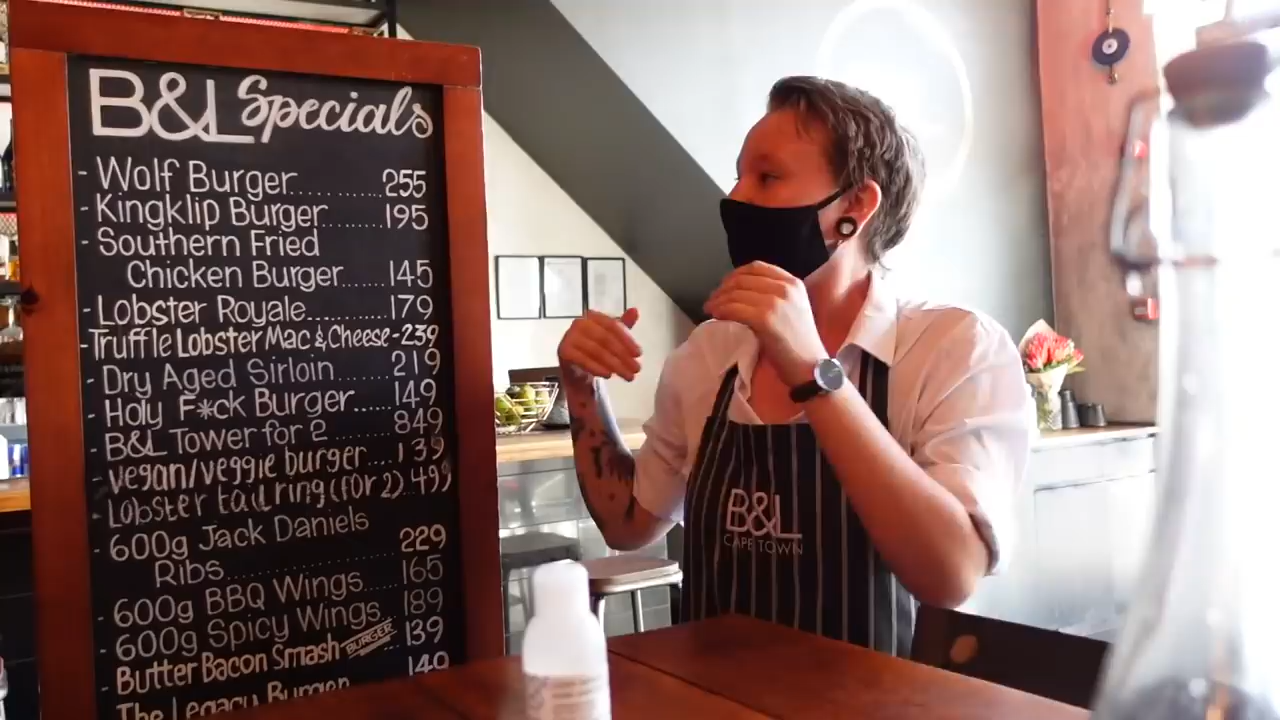 B&L Specials
- Wolf Burger..............255
- Kingklip Burger..........195
- Southern Fried
Chicken Burger.......145
- Lobster Royale..........179
- Truffle Lobster Mac & Cheese - 239
- Dry Aged Sirloin........219
- Holy F*ck Burger.....149
- B&L Tower for 2.........849
- vegan/veggie burger....139
- Lobster tail ring (for 2)..499
- 600g Jack Daniels
Ribs....................229
- 600g BBQ Wings.....165
- 600g Spicy Wings.189
- Butter Bacon Smash BURGER 139
The Legacy Burger 149
B&L
CAPE TOWN